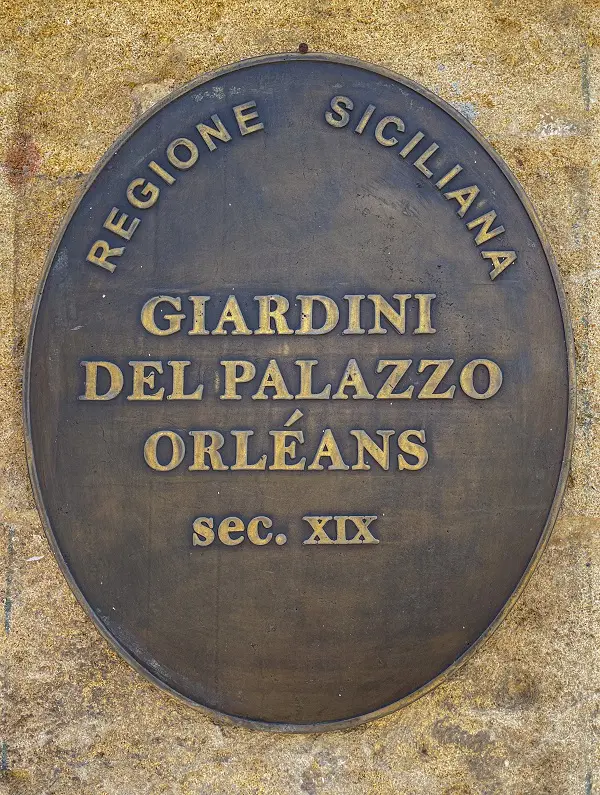 REGIONE SICILIANA
GIARDINI
DEL PALAZZO
ORLÉANS
sec. XIX